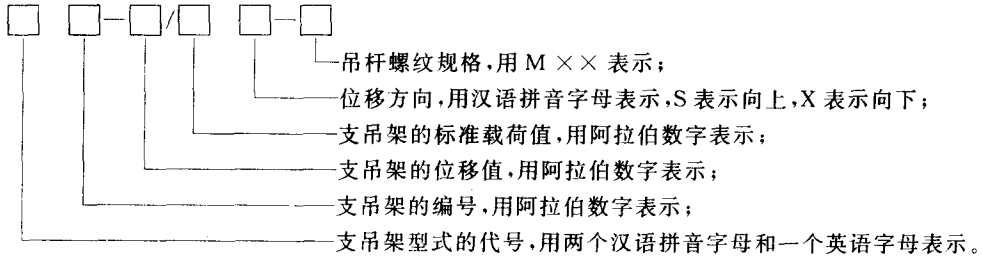 □ □-□/□ □-□
吊杆螺纹规格,用 M ×× 表示;
位移方向,用汉语拼音字母表示,S 表示向上,X 表示向下;
支吊架的标准载荷值,用阿拉伯数字表示;
支吊架的位移值,用阿拉伯数字表示;
支吊架的编号,用阿拉伯数字表示;
支吊架型式的代号,用两个汉语拼音字母和一个英语字母表示。